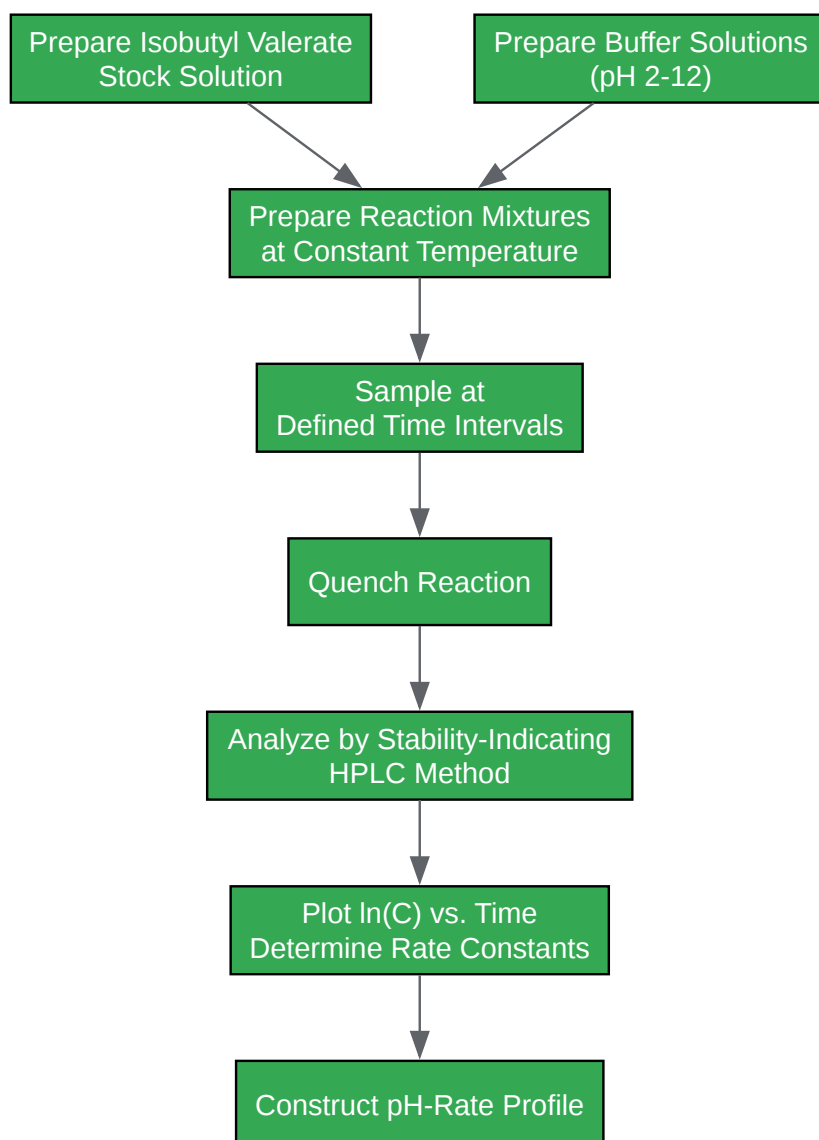 Prepare Isobutyl Valerate
Stock Solution
Prepare Buffer Solutions
(pH 2-12)
Prepare Reaction Mixtures
at Constant Temperature
Sample at
Defined Time Intervals
Quench Reaction
Analyze by Stability-Indicating
HPLC Method
Plot ln(C) vs. Time
Determine Rate Constants
Construct pH-Rate Profile